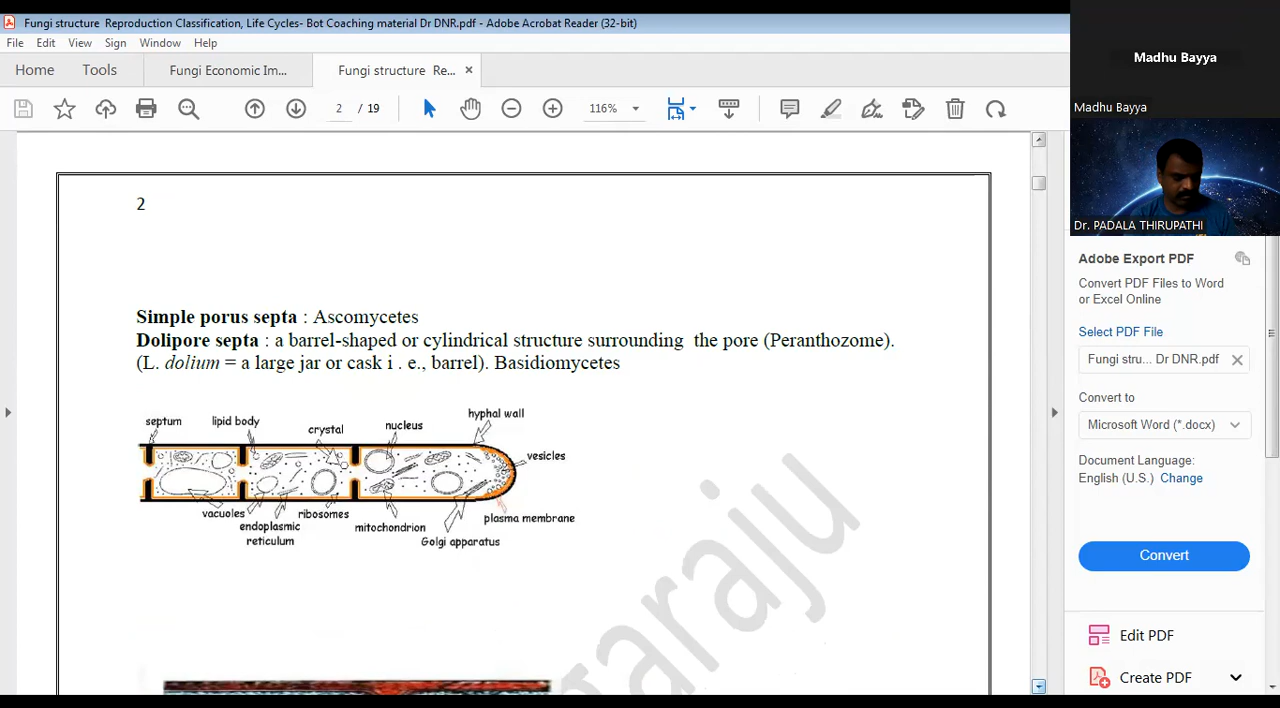 Fungi structure Reproduction Classification, Life Cycles- Bot Coaching material Dr DNR.pdf - Adobe Acrobat Reader (32-bit)
File Edit View Sign Window Help
Home Tools Fungi Economic Im... Fungi structure Re... ×
2 / 19 116%
2
Simple porus septa : Ascomycetes
Dolipore septa : a barrel-shaped or cylindrical structure surrounding the pore (Peranthozome).
(L. dolium = a large jar or cask i . e., barrel). Basidiomycetes
septum lipid body crystal nucleus hyphal wall
vesicles
vacuoles endoplasmic reticulum ribosomes mitochondrion Golgi apparatus plasma membrane
garaju
Madhu Bayya
Madhu Bayya
Dr. PADALA THIRUPATHI
Adobe Export PDF
Convert PDF Files to Word
or Excel Online
Select PDF File
Fungi stru... Dr DNR.pdf
Convert to
Microsoft Word (*.docx)
Document Language:
English (U.S.) Change
Convert
Edit PDF
Create PDF